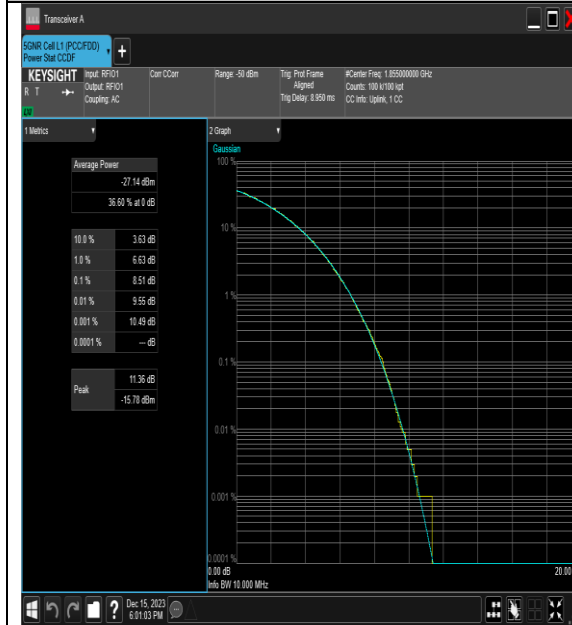 Transceiver A
5GNR Cell L1 (PCC/FDD)
Power Stat CCDF
+
KEYSIGHT
R T
Input: RFIO1
Output: RFIO1
Coupling: AC
Corr CCorr
Range: -50 dBm
Trig: Prot Frame
Aligned
Trig Delay: 8.950 ms
#Center Freq: 1.855000000 GHz
Counts: 100 k/100 kpt
CC Info: Uplink, 1 CC
1 Metrics
Average Power
-27.14 dBm
36.60 % at 0 dB
10.0 % 3.63 dB
1.0 % 6.63 dB
0.1 % 8.51 dB
0.01 % 9.55 dB
0.001 % 10.49 dB
0.0001 % --- dB
Peak
11.36 dB
-15.78 dBm
2 Graph
Gaussian
100 %
10 %
1 %
0.1 %
0.01 %
0.001 %
0.0001 %
0.00 dB
20.00
Info BW 10.000 MHz
?
Dec 15, 2023
6:01:03 PM